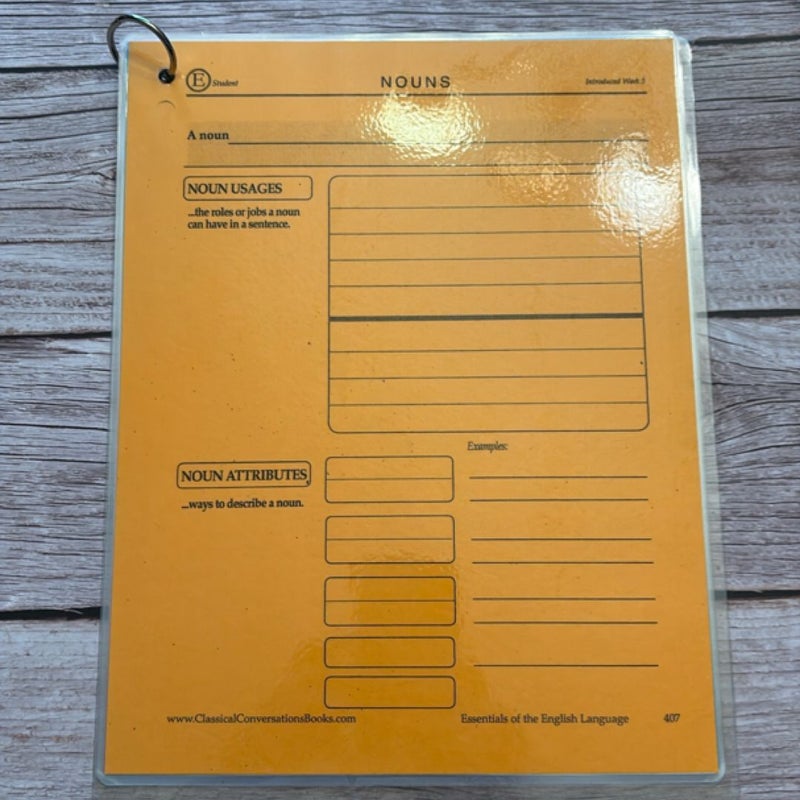 E Student NOUNS Introduced Week 3
A noun
NOUN USAGES
...the roles or jobs a noun
can have in a sentence.
Examples:
NOUN ATTRIBUTES
...ways to describe a noun.
www.ClassicalConversationsBooks.com Essentials of the English Language 407